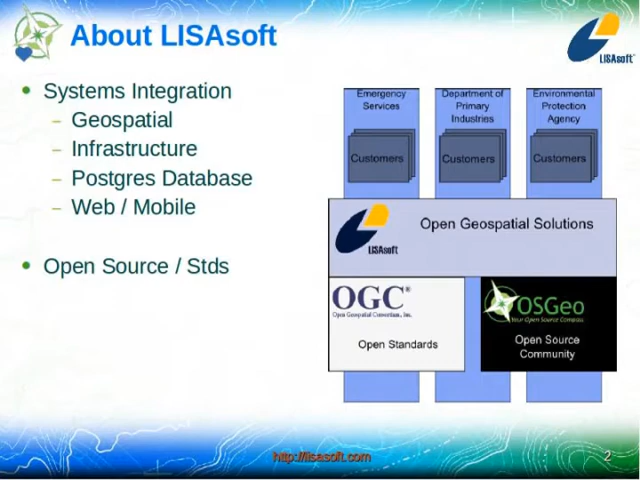 About LISAsoft
LISAsoft
• Systems Integration
– Geospatial
– Infrastructure
– Postgres Database
– Web / Mobile
• Open Source / Stds
Emergency
Services
Department of
Primary
Industries
Environmental
Protection
Agency
Customers
Customers
Customers
LISAsoft
Open Geospatial Solutions
OGC®
Open Geospatial Consortium, Inc.
Open Standards
OSGeo
Your Open Source Compass
Open Source
Community
http://lisasoft.com
2